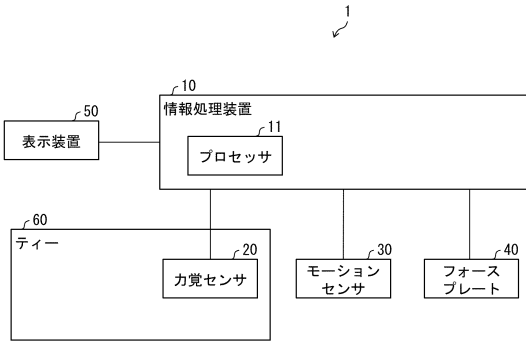 1
10
情報処理装置
50
表示装置
11
プロセッサ
60
ティー
20
力覚センサ
30
モーション
センサ
40
フォース
プレート